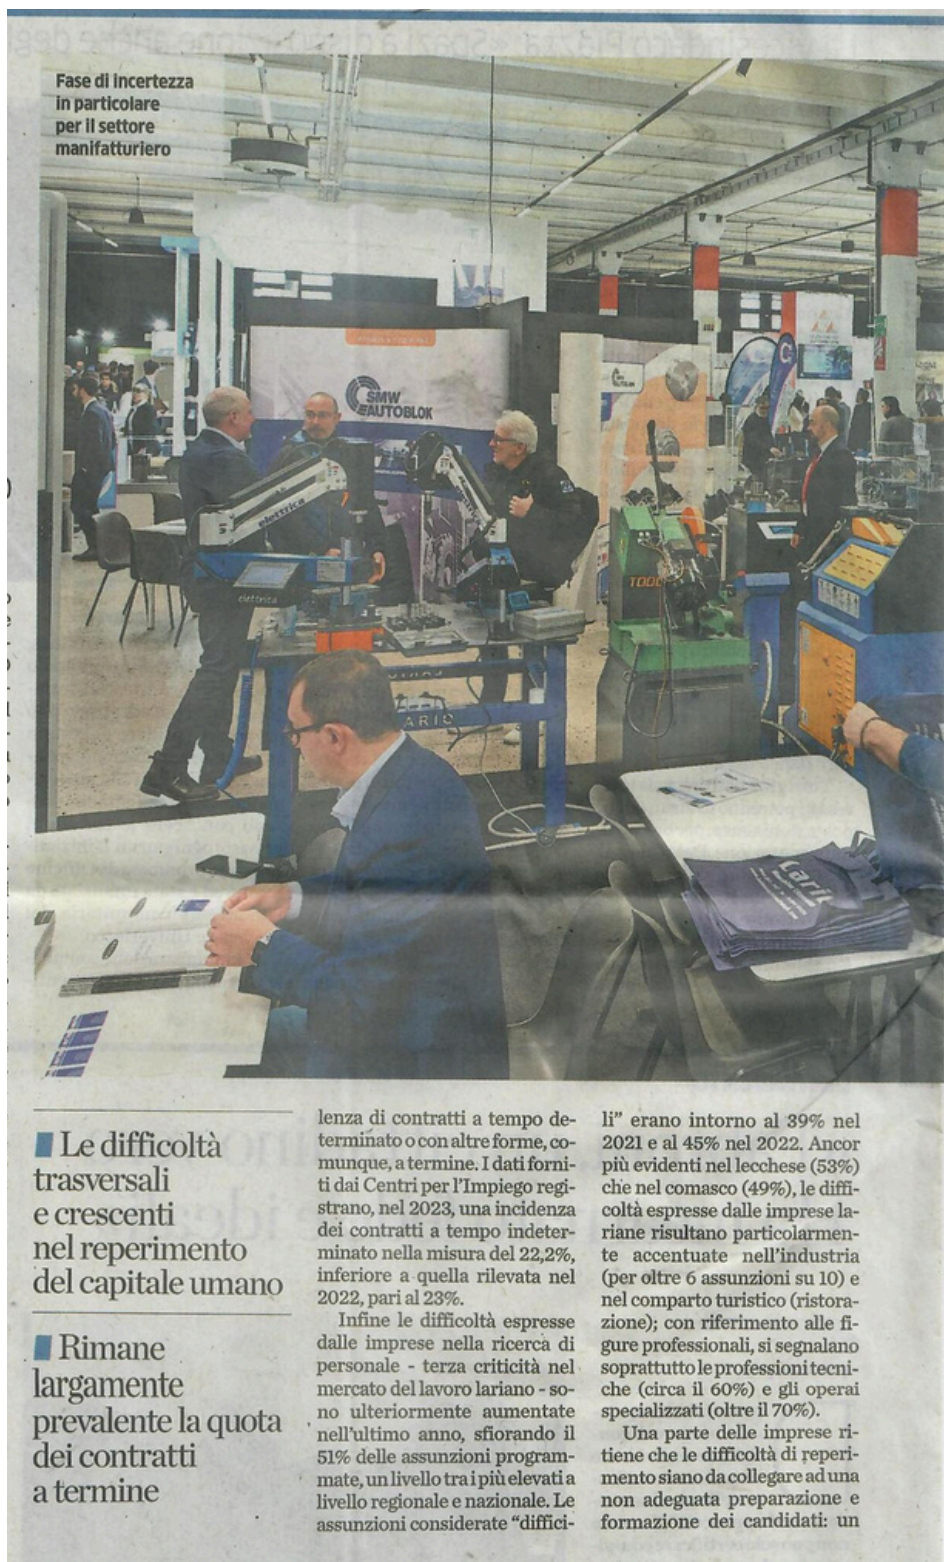 Fase di incertezza
in particolare
per il settore
manifatturiero
SMW
AUTOBLOK
SMW
AUTOBLOK
elettrica
elettrica
TODO
ARIO
Lario
Le difficoltà
trasversali
e crescenti
nel reperimento
del capitale umano
Rimane
largamente
prevalente la quota
dei contratti
a termine
lenza di contratti a tempo de-
terminato o con altre forme, co-
munque, a termine. I dati forni-
ti dai Centri per l'Impiego regi-
strano, nel 2023, una incidenza
dei contratti a tempo indeter-
minato nella misura del 22,2%,
inferiore a quella rilevata nel
2022, pari al 23%.
Infine le difficoltà espresse
dalle imprese nella ricerca di
personale - terza criticità nel
mercato del lavoro lariano - so-
no ulteriormente aumentate
nell'ultimo anno, sfiorando il
51% delle assunzioni program-
mate, un livello tra i più elevati a
livello regionale e nazionale. Le
assunzioni considerate “diffici-
li” erano intorno al 39% nel
2021 e al 45% nel 2022. Ancor
più evidenti nel lecchese (53%)
che nel comasco (49%), le diffi-
coltà espresse dalle imprese la-
riane risultano particolarmen-
te accentuate nell'industria
(per oltre 6 assunzioni su 10) e
nel comparto turistico (ristora-
zione); con riferimento alle fi-
gure professionali, si segnalano
soprattutto le professioni tecni-
che (circa il 60%) e gli operai
specializzati (oltre il 70%).
Una parte delle imprese ri-
tiene che le difficoltà di reperi-
mento siano da collegare ad una
non adeguata preparazione e
formazione dei candidati: un